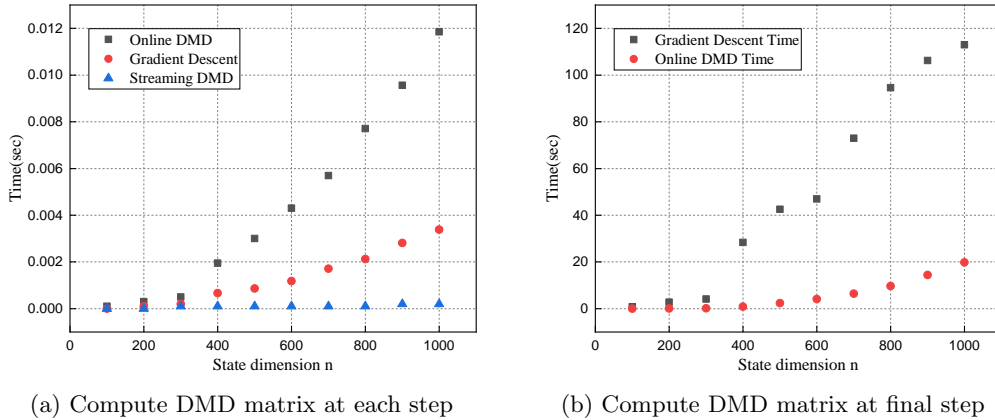 0.012
0.010
0.008
0.006
0.004
0.002
0.000
Time(sec)
Online DMD
Gradient Descent
Streaming DMD
0 200 400 600 800 1000
State dimension n
(a) Compute DMD matrix at each step
120
100
80
60
40
20
0
Time(sec)
Gradient Descent Time
Online DMD Time
0 200 400 600 800 1000
State dimension n
(b) Compute DMD matrix at final step